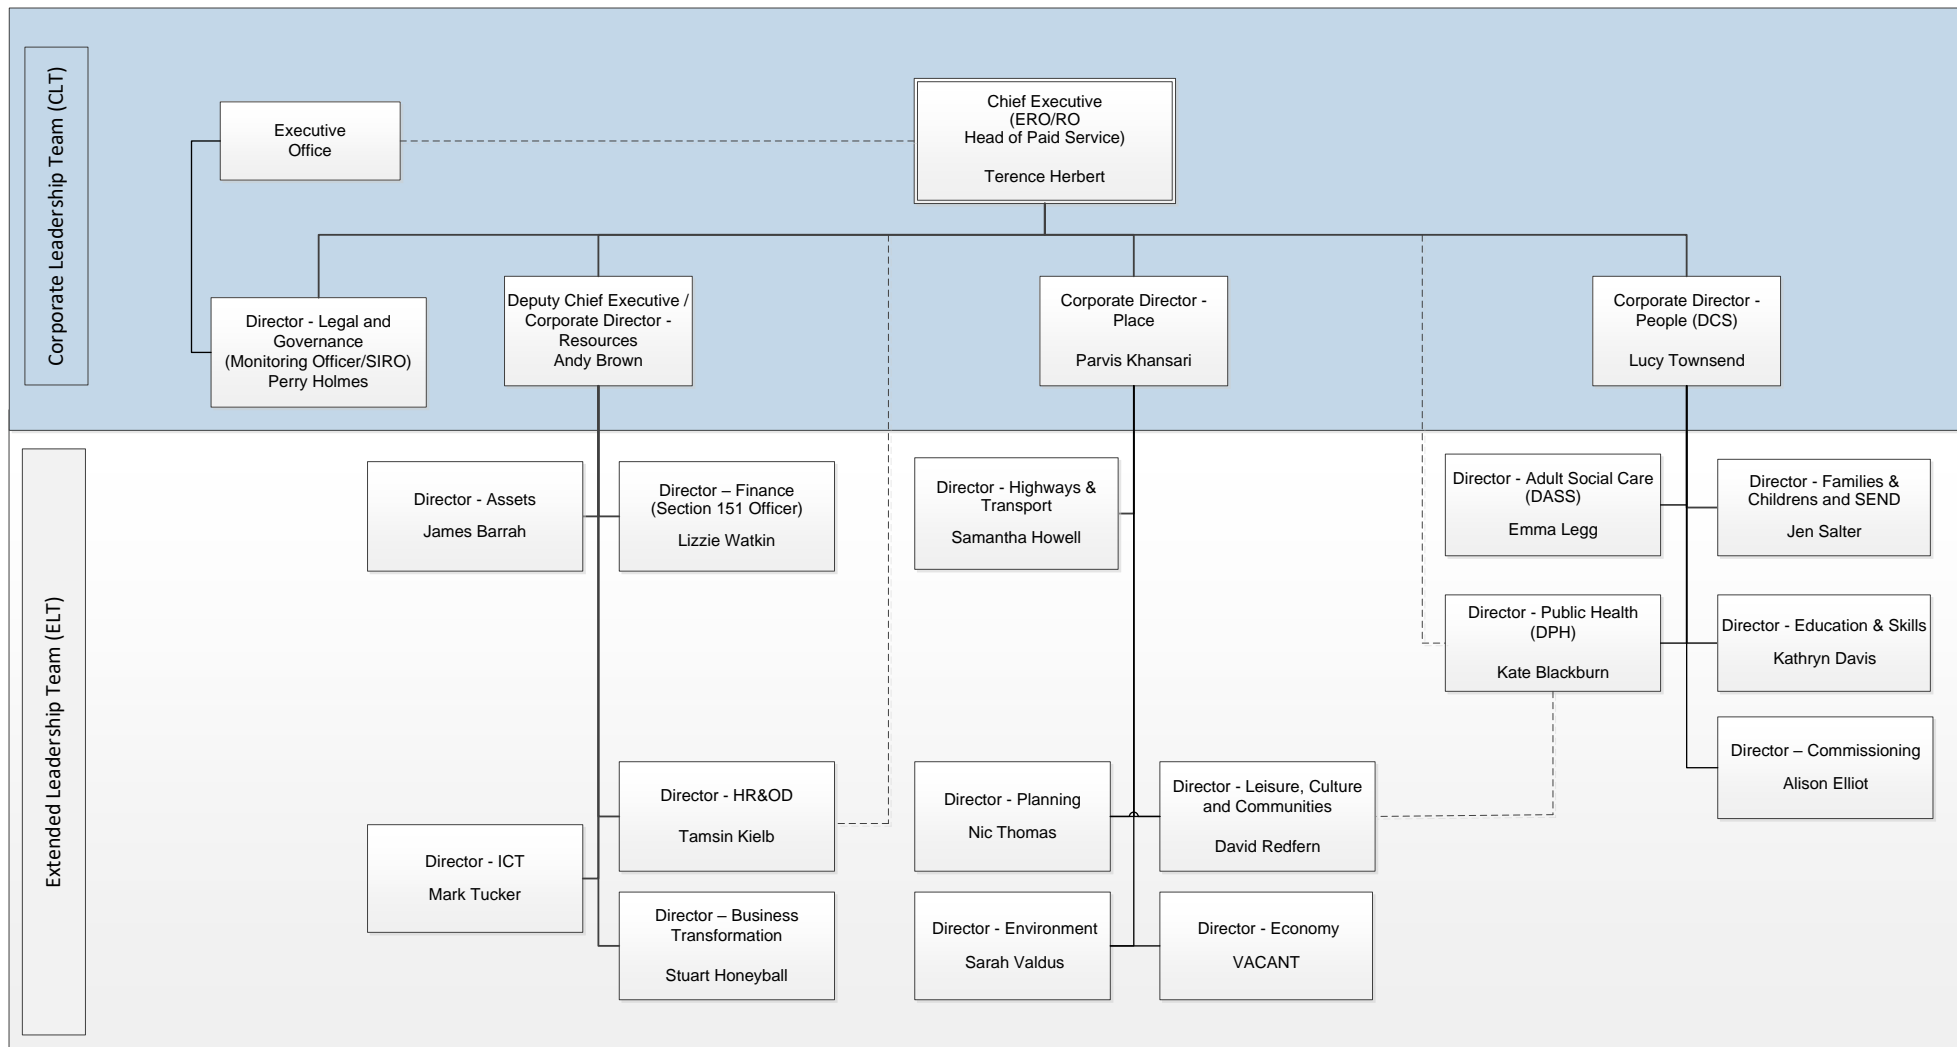 Corporate Leadership Team (CLT)
Executive
Office
Chief Executive
(ERO/RO
Head of Paid Service)
Terence Herbert
Director - Legal and
Governance
(Monitoring Officer/SIRO)
Perry Holmes
Deputy Chief Executive /
Corporate Director -
Resources
Andy Brown
Corporate Director -
Place
Parvis Khansari
Corporate Director -
People (DCS)
Lucy Townsend
Extended Leadership Team (ELT)
Director - Assets
James Barrah
Director – Finance
(Section 151 Officer)
Lizzie Watkin
Director - Highways &
Transport
Samantha Howell
Director - Adult Social Care
(DASS)
Emma Legg
Director - Families &
Childrens and SEND
Jen Salter
Director - Public Health
(DPH)
Kate Blackburn
Director - Education & Skills
Kathryn Davis
Director – Commissioning
Alison Elliot
Director - HR&OD
Tamsin Kielb
Director - Planning
Nic Thomas
Director - Leisure, Culture
and Communities
David Redfern
Director - ICT
Mark Tucker
Director – Business
Transformation
Stuart Honeyball
Director - Environment
Sarah Valdus
Director - Economy
VACANT